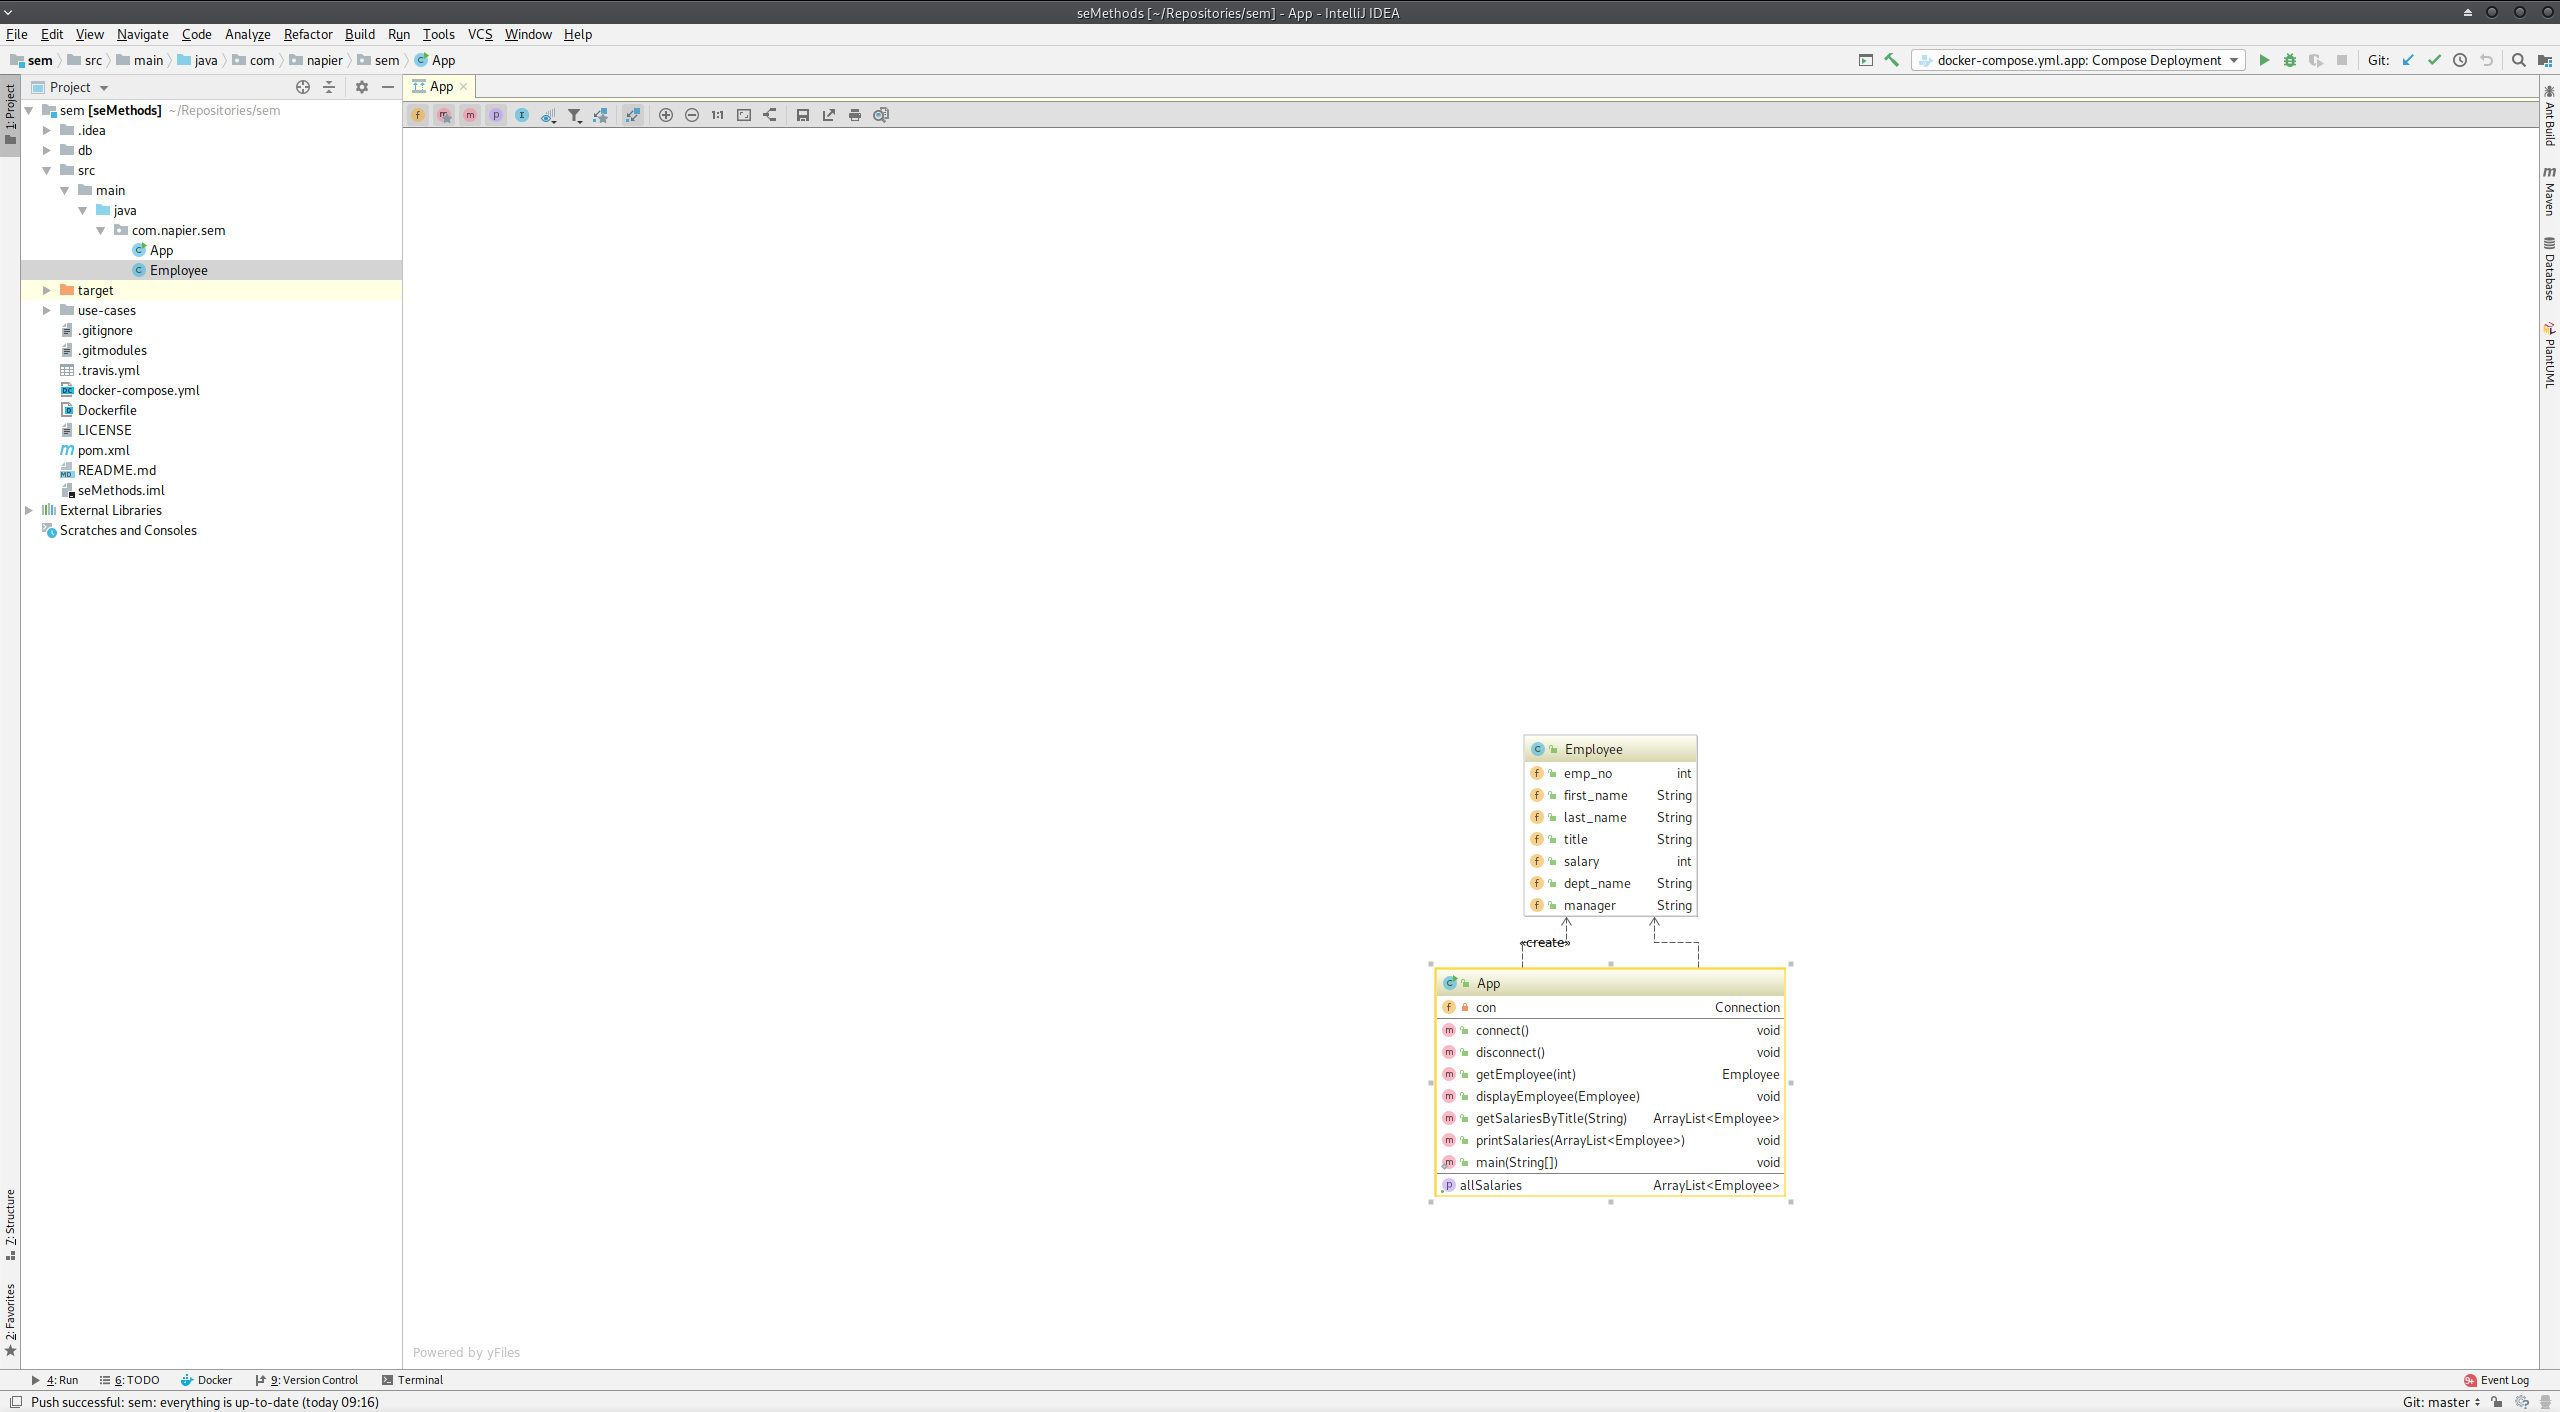 seMethods [~/Repositories/sem] - App - IntelliJ IDEA
File Edit View Navigate Code Analyze Refactor Build Run Tools VCS Window Help
sem src main java com napier sem App
docker-compose.yml.app: Compose Deployment Git:
1: Project
Project
App
sem [seMethods] ~/Repositories/sem
.idea
db
src
main
java
com.napier.sem
App
Employee
target
use-cases
.gitignore
.gitmodules
.travis.yml
docker-compose.yml
Dockerfile
LICENSE
pom.xml
README.md
seMethods.iml
External Libraries
Scratches and Consoles
7: Structure
2: Favorites
1:1
Employee
emp_no int
first_name String
last_name String
title String
salary int
dept_name String
manager String
«create»
App
con Connection
connect() void
disconnect() void
getEmployee(int) Employee
displayEmployee(Employee) void
getSalariesByTitle(String) ArrayList<Employee>
printSalaries(ArrayList<Employee>) void
main(String[]) void
allSalaries ArrayList<Employee>
Powered by yFiles
Ant Build
Maven
Database
PlantUML
4: Run 6: TODO Docker 9: Version Control Terminal
9+ Event Log
Push successful: sem: everything is up-to-date (today 09:16)
Git: master